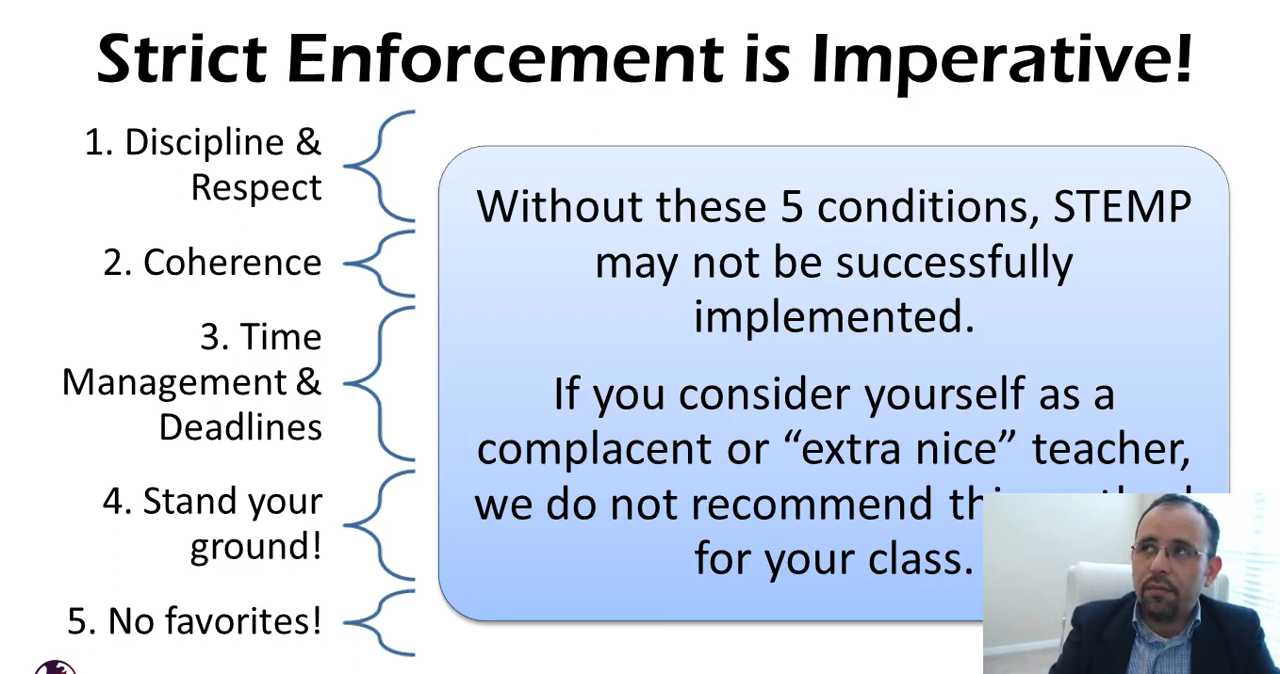 Strict Enforcement is Imperative!
1. Discipline &
Respect
2. Coherence
3. Time
Management &
Deadlines
4. Stand your
ground!
5. No favorites!
Without these 5 conditions, STEMP
may not be successfully
implemented.
If you consider yourself as a
complacent or “extra nice” teacher,
we do not recommend
for your class.